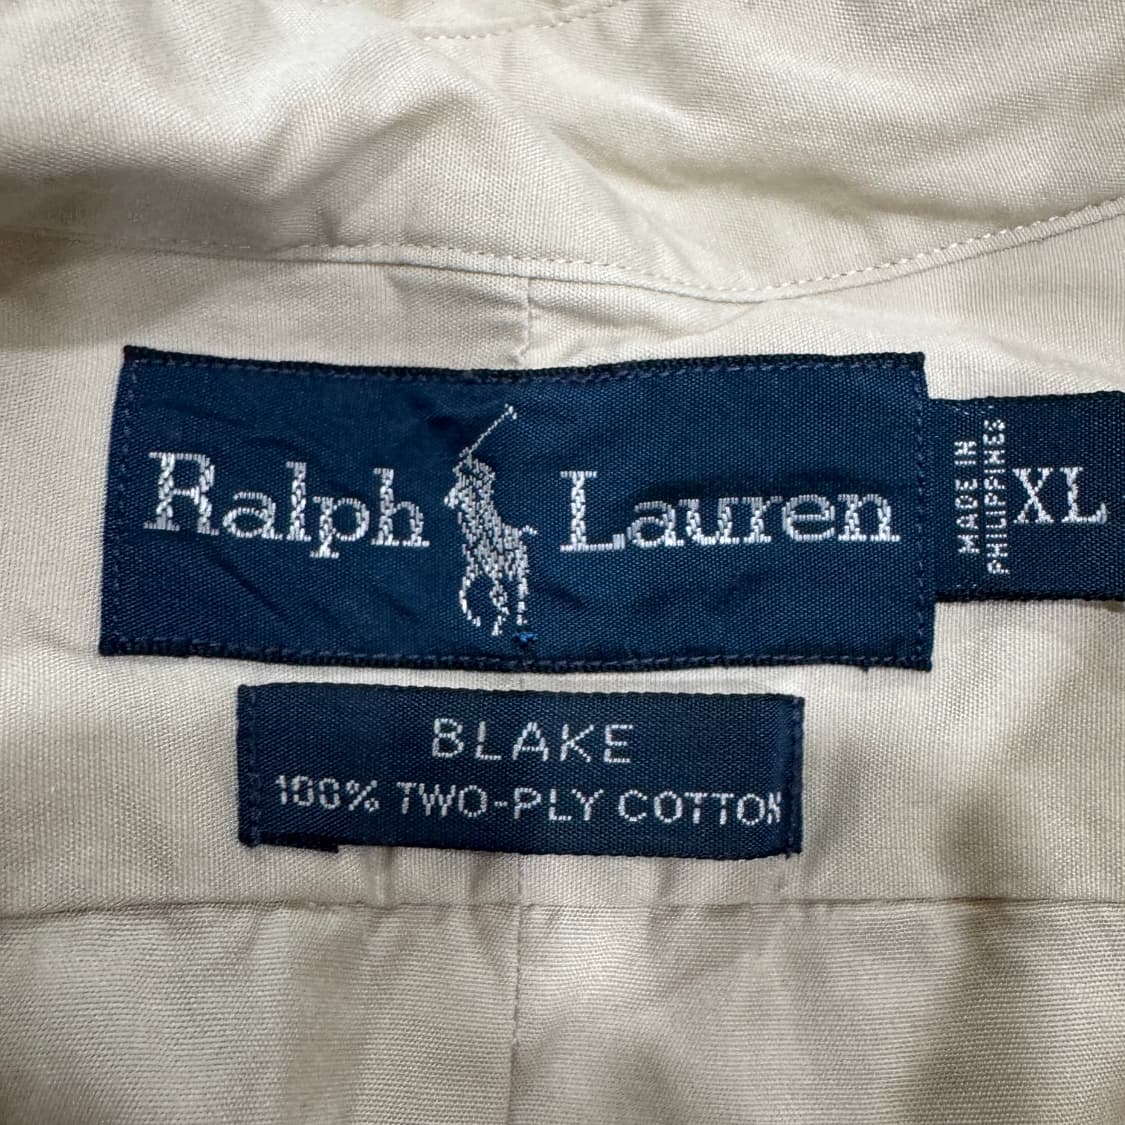 Ralph Lauren
MADE IN
PHILIPPINES
XL
BLAKE
100% TWO-PLY COTTON